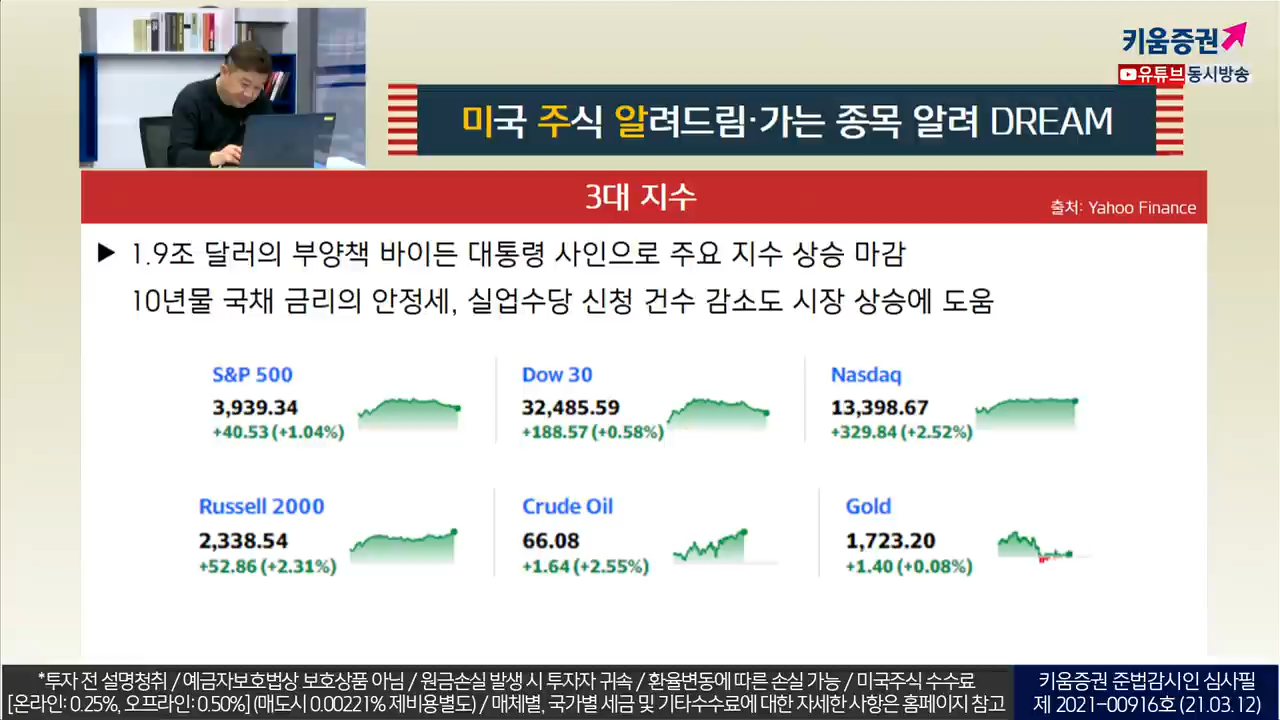 키움증권
유튜브 동시방송
미국 주식 알려드림·가는 종목 알려 DREAM
3대 지수
출처: Yahoo Finance
▶ 1.9조 달러의 부양책 바이든 대통령 사인으로 주요 지수 상승 마감
10년물 국채 금리의 안정세, 실업수당 신청 건수 감소도 시장 상승에 도움
S&P 500
3,939.34
+40.53 (+1.04%)
Dow 30
32,485.59
+188.57 (+0.58%)
Nasdaq
13,398.67
+329.84 (+2.52%)
Russell 2000
2,338.54
+52.86 (+2.31%)
Crude Oil
66.08
+1.64 (+2.55%)
Gold
1,723.20
+1.40 (+0.08%)
*투자 전 설명청취 / 예금자보호법상 보호상품 아님 / 원금손실 발생 시 투자자 귀속 / 환율변동에 따른 손실 가능 / 미국주식 수수료
[온라인: 0.25%, 오프라인: 0.50%] (매도시 0.00221% 제비용별도) / 매체별, 국가별 세금 및 기타수수료에 대한 자세한 사항은 홈페이지 참고
키움증권 준법감시인 심사필
제 2021-00916호 (21.03.12)